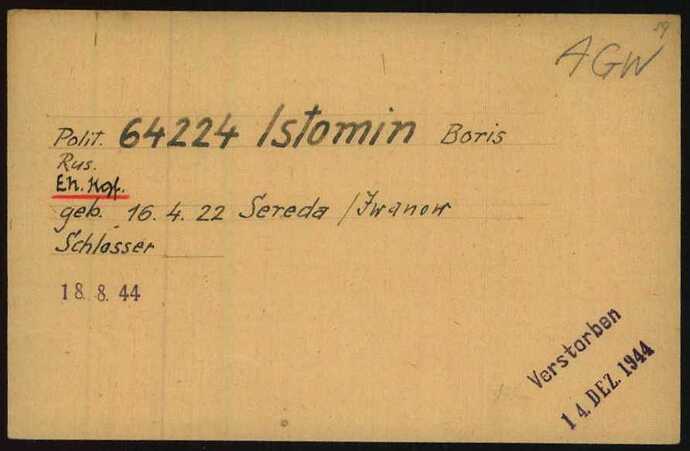 59
AGW
Polit. 64224 Istomin Boris
Rus.
Eh. Kgf.
geb. 16. 4. 22 Sereda / Iwanow
Schlosser
18. 8. 44
Verstorben
14. DEZ. 1944